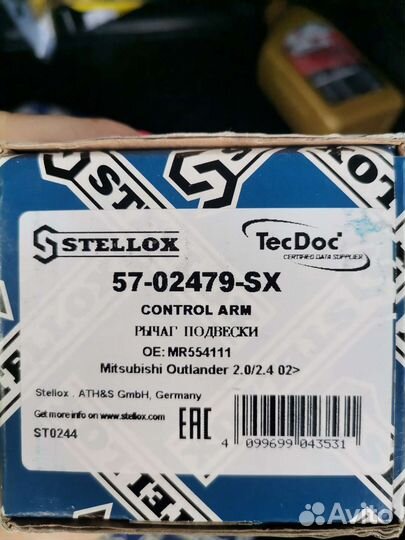 STELLOX
TecDoc
CERTIFIED DATA SUPPLIER
57-02479-SX
CONTROL ARM
РЫЧАГ ПОДВЕСКИ
OE: MR554111
Mitsubishi Outlander 2.0/2.4 02>
Stellox . ATH&S GmbH, Germany
Get more info on www.stellox.com
ST0244
EAC
4 099699 043531
Avito